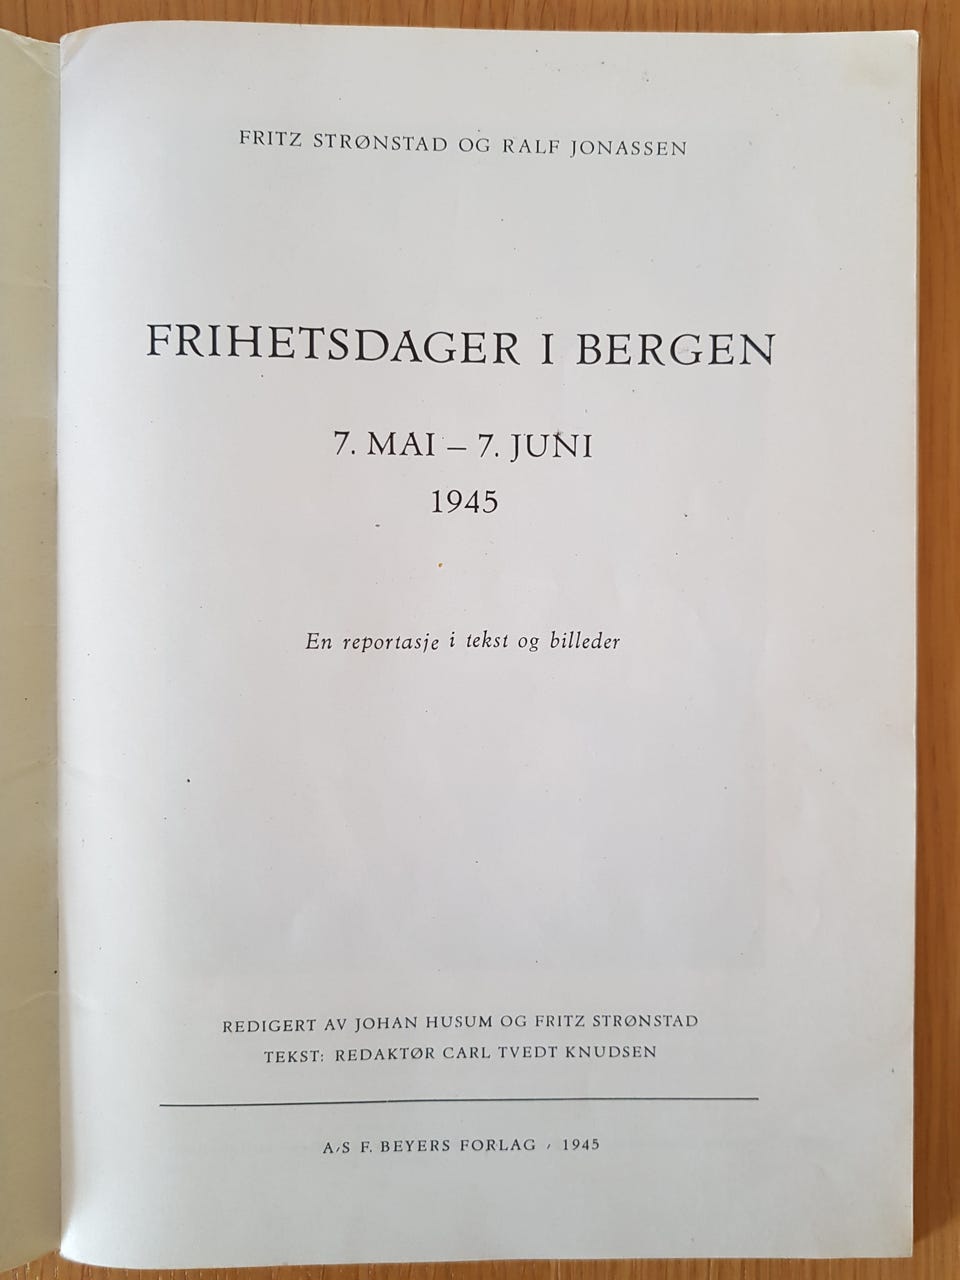 FRITZ STRØNSTAD OG RALF JONASSEN
FRIHETSDAGER I BERGEN
7. MAI – 7. JUNI
1945
En reportasje i tekst og billeder
REDIGERT AV JOHAN HUSUM OG FRITZ STRØNSTAD
TEKST: REDAKTØR CARL TVEDT KNUDSEN
A/S F. BEYERS FORLAG / 1945